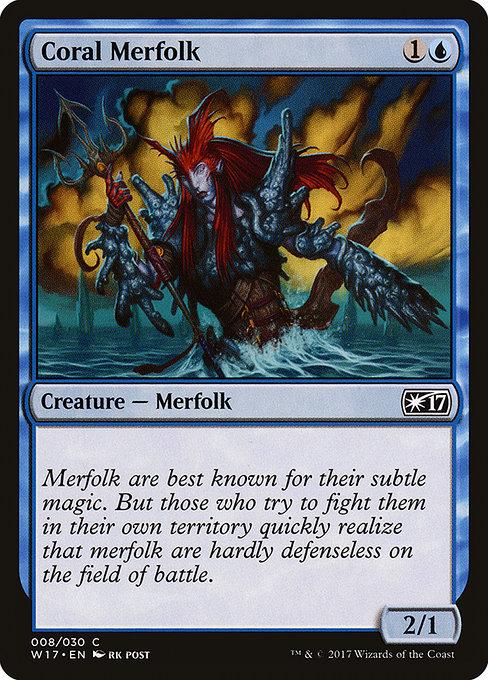 Coral Merfolk 1
Creature — Merfolk
17
Merfolk are best known for their subtle
magic. But those who try to fight them
in their own territory quickly realize
that merfolk are hardly defenseless on
the field of battle.
2/1
008/030 C
W17 • EN RK POST
™ & © 2017 Wizards of the Coast